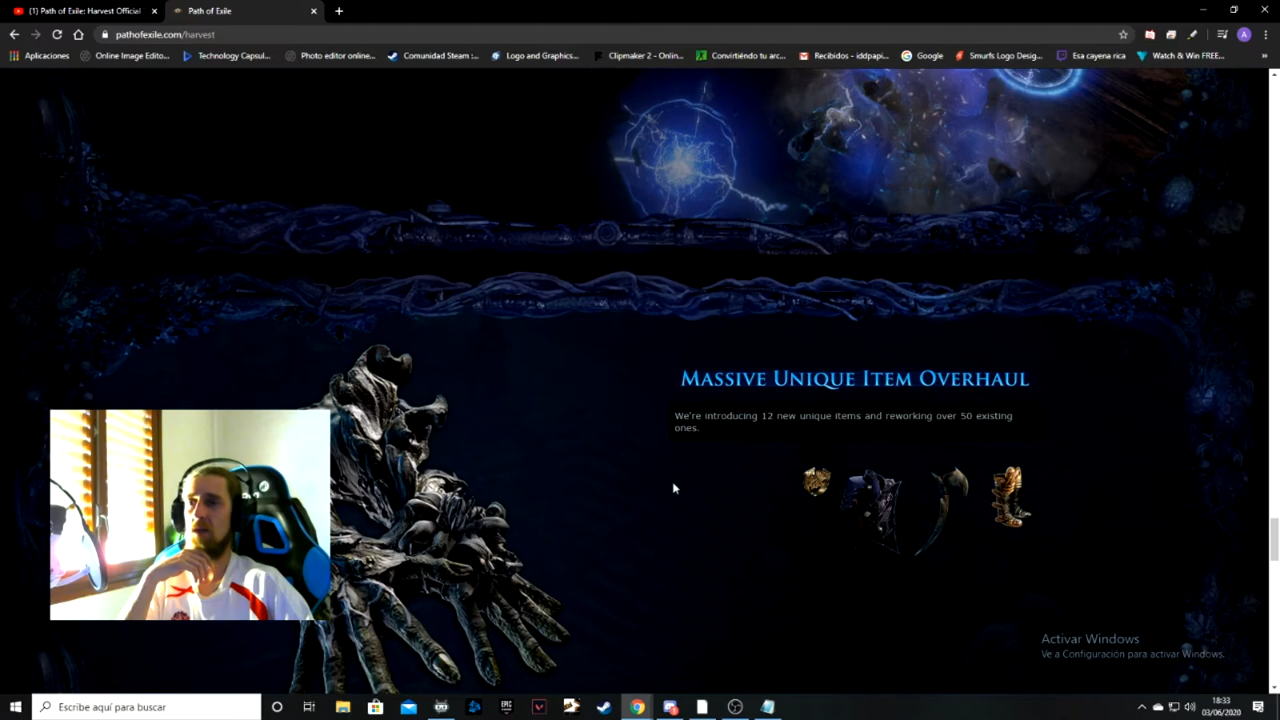 (1) Path of Exile: Harvest Official
Path of Exile
pathofexile.com/harvest
A
Aplicaciones
Online Image Edito...
Technology Capsul...
Photo editor online...
Comunidad Steam :...
Logo and Graphics...
Clipmaker 2 - Onlin...
Convirtiéndo tu arc...
Recibidos - iddpapi...
Google
Smurfs Logo Desig...
Esa cayena rica
Watch & Win FREE...
Massive Unique Item Overhaul
We're introducing 12 new unique items and reworking over 50 existing
ones.
Activar Windows
Ve a Configuración para activar Windows.
Escribe aquí para buscar
18:33
03/06/2020